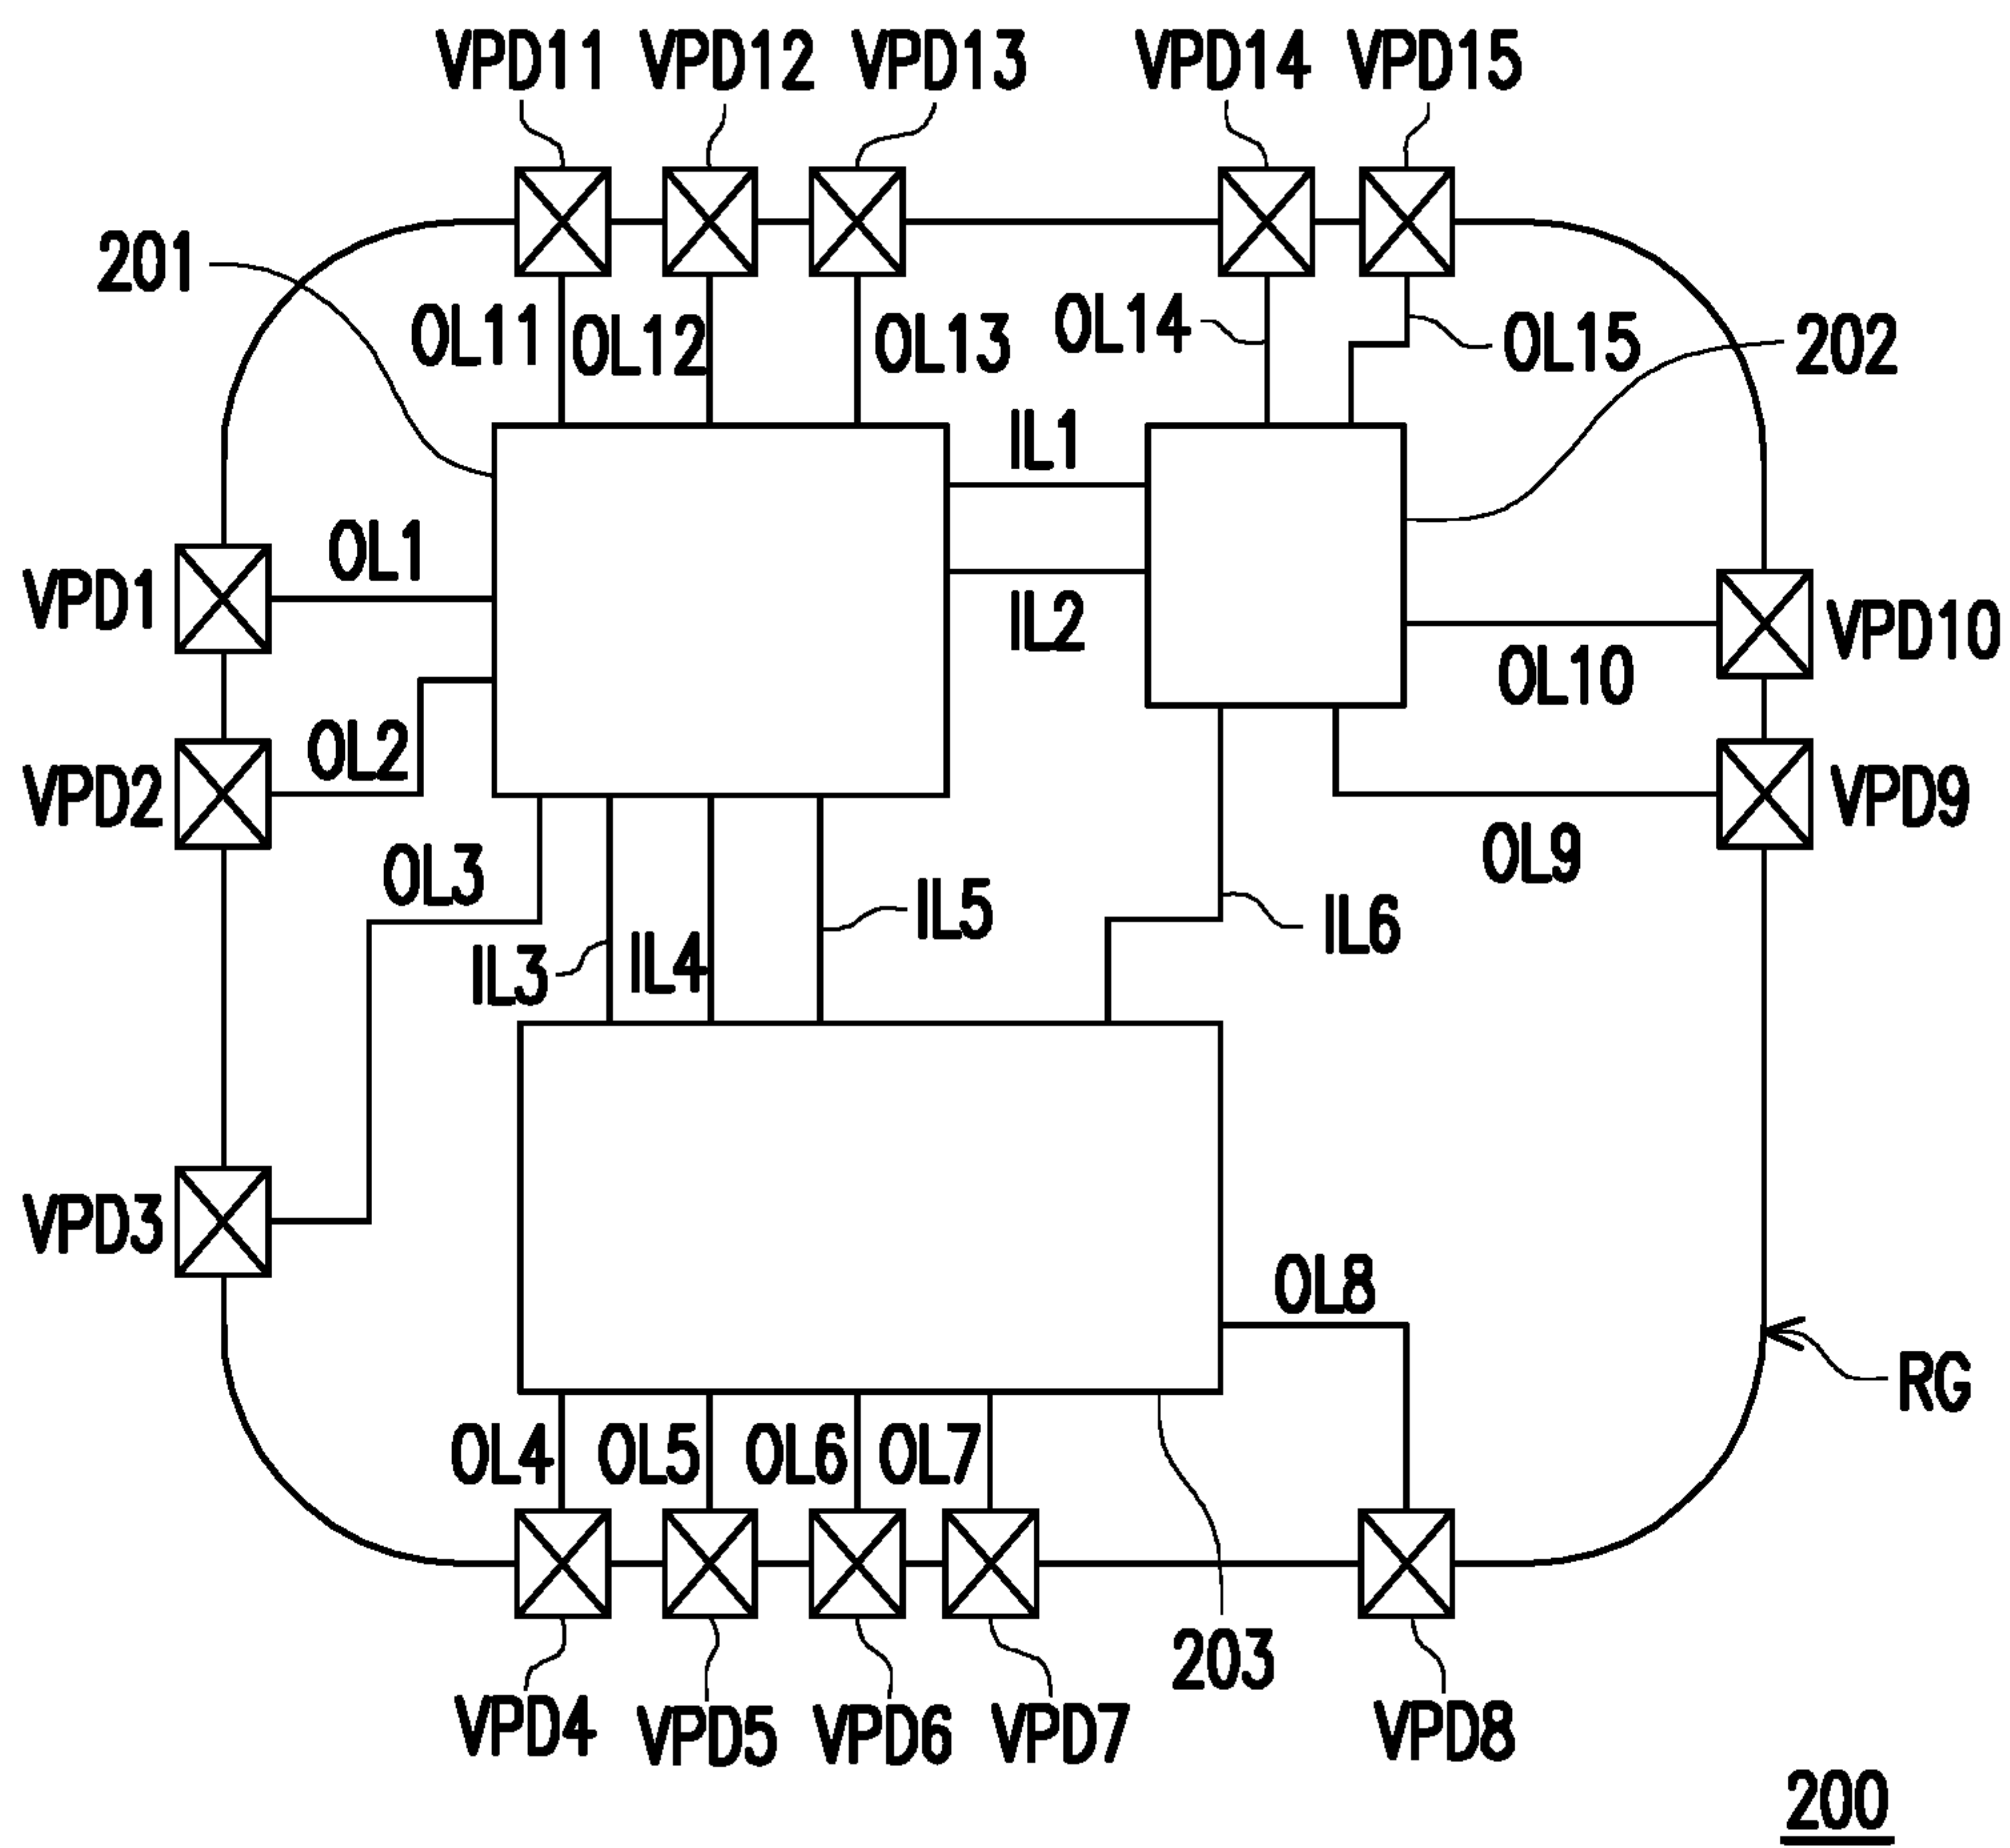 VPD11 VPD12 VPD13 VPD14 VPD15
201
OL11 OL12 OL13 OL14 OL15 202
IL1
OL1
VPD1 IL2 VPD10
OL10
OL2
VPD2 VPD9
OL3 OL9
IL5 IL6
IL3 IL4
VPD3
OL8
RG
OL4 OL5 OL6 OL7
203
VPD4 VPD5 VPD6 VPD7 VPD8
200